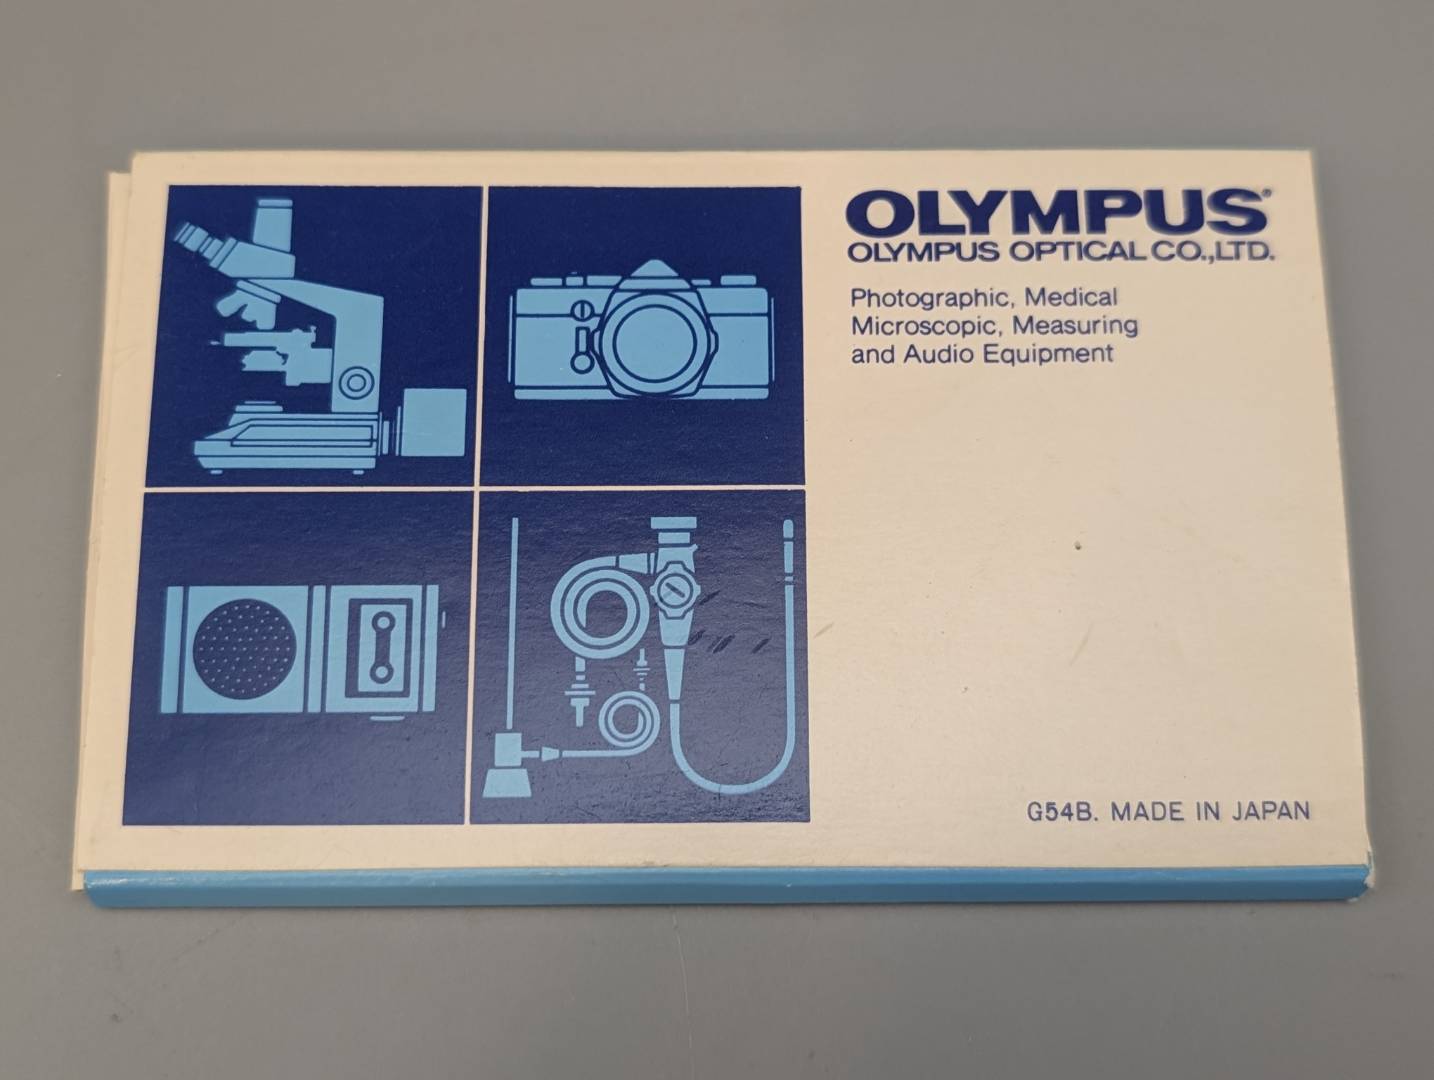 OLYMPUS®
OLYMPUS OPTICAL CO.,LTD.
Photographic, Medical
Microscopic, Measuring
and Audio Equipment
G54B. MADE IN JAPAN